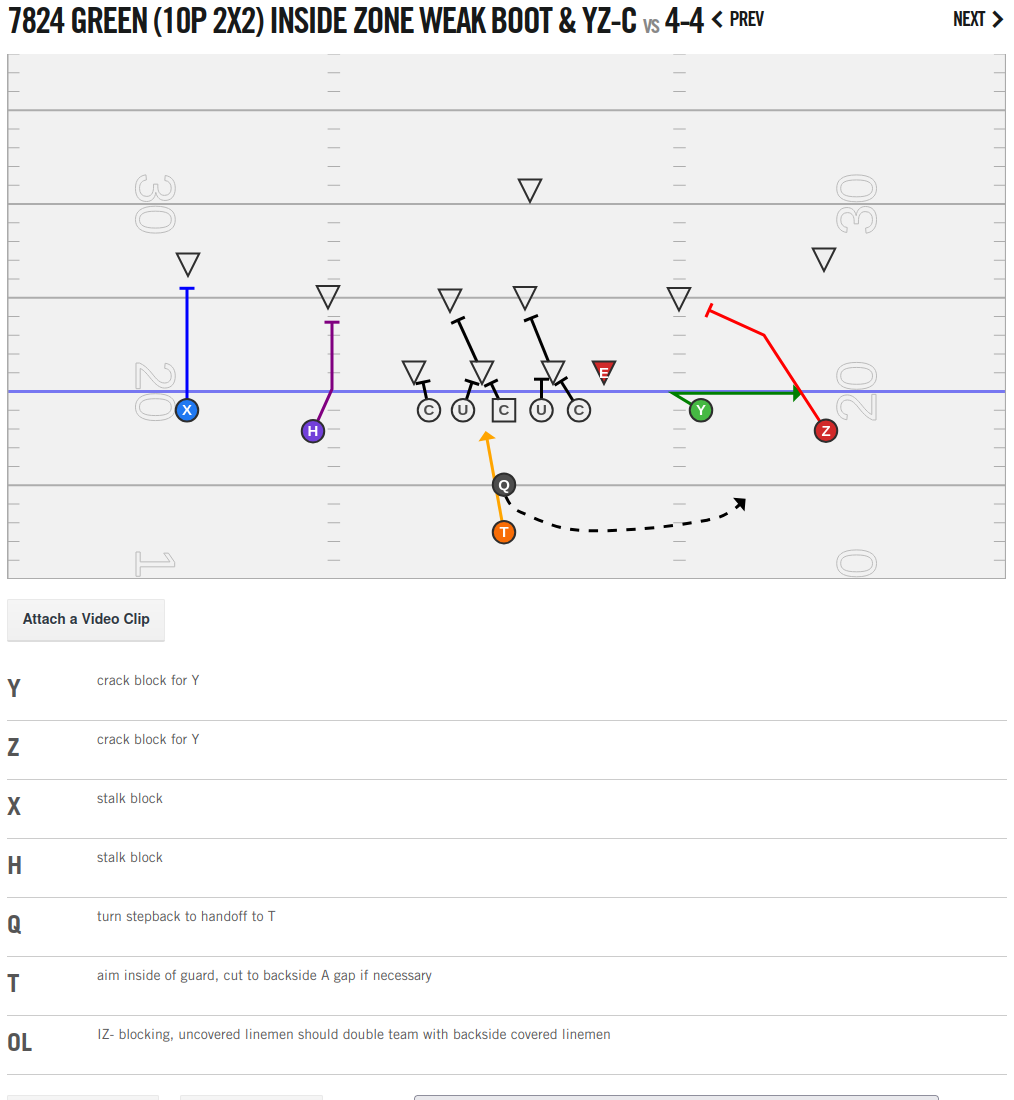 7824 GREEN (10P 2X2) INSIDE ZONE WEAK BOOT & YZ-C VS 4-4 < PREV NEXT >
30 30
E
20 20
X H C U C U C Y Z
Q
T
1 0
Attach a Video Clip
Y crack block for Y
Z crack block for Y
X stalk block
H stalk block
Q turn stepback to handoff to T
T aim inside of guard, cut to backside A gap if necessary
OL IZ- blocking, uncovered linemen should double team with backside covered linemen